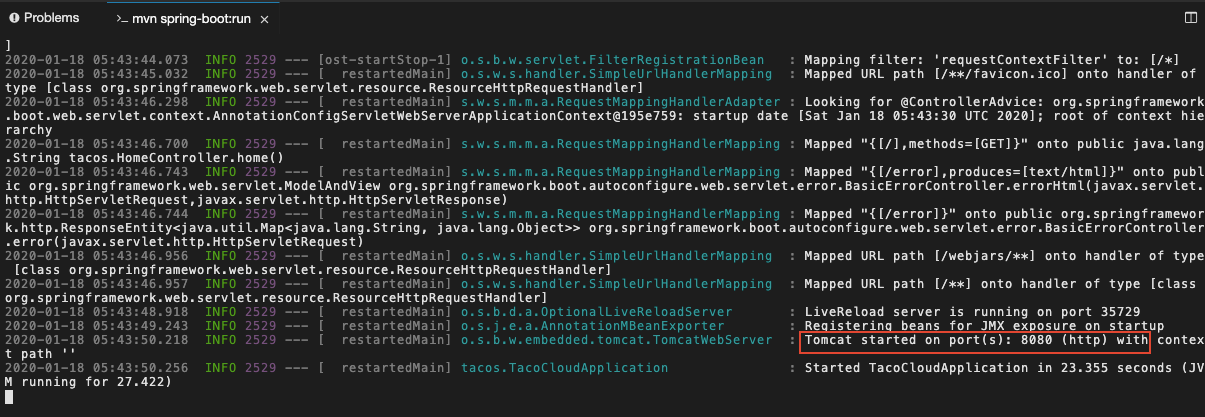 Problems
>_ mvn spring-boot:run ×
]
2020-01-18 05:43:44.073  INFO 2529 --- [ost-startStop-1] o.s.b.w.servlet.FilterRegistrationBean   : Mapping filter: 'requestContextFilter' to: [/*]
2020-01-18 05:43:45.032  INFO 2529 --- [  restartedMain] o.s.w.s.handler.SimpleUrlHandlerMapping  : Mapped URL path [/**/favicon.ico] onto handler of
type [class org.springframework.web.servlet.resource.ResourceHttpRequestHandler]
2020-01-18 05:43:46.298  INFO 2529 --- [  restartedMain] s.w.s.m.m.a.RequestMappingHandlerAdapter : Looking for @ControllerAdvice: org.springframework
.boot.web.servlet.context.AnnotationConfigServletWebServerApplicationContext@195e759: startup date [Sat Jan 18 05:43:30 UTC 2020]; root of context hie
rarchy
2020-01-18 05:43:46.700  INFO 2529 --- [  restartedMain] s.w.s.m.m.a.RequestMappingHandlerMapping : Mapped "{[/],methods=[GET]}" onto public java.lang
.String tacos.HomeController.home()
2020-01-18 05:43:46.743  INFO 2529 --- [  restartedMain] s.w.s.m.m.a.RequestMappingHandlerMapping : Mapped "{[/error],produces=[text/html]}" onto publ
ic org.springframework.web.servlet.ModelAndView org.springframework.boot.autoconfigure.web.servlet.error.BasicErrorController.errorHtml(javax.servlet.
http.HttpServletRequest,javax.servlet.http.HttpServletResponse)
2020-01-18 05:43:46.744  INFO 2529 --- [  restartedMain] s.w.s.m.m.a.RequestMappingHandlerMapping : Mapped "{[/error]}" onto public org.springframewor
k.http.ResponseEntity<java.util.Map<java.lang.String, java.lang.Object>> org.springframework.boot.autoconfigure.web.servlet.error.BasicErrorController
.error(javax.servlet.http.HttpServletRequest)
2020-01-18 05:43:46.956  INFO 2529 --- [  restartedMain] o.s.w.s.handler.SimpleUrlHandlerMapping  : Mapped URL path [/webjars/**] onto handler of type
 [class org.springframework.web.servlet.resource.ResourceHttpRequestHandler]
2020-01-18 05:43:46.957  INFO 2529 --- [  restartedMain] o.s.w.s.handler.SimpleUrlHandlerMapping  : Mapped URL path [/**] onto handler of type [class
org.springframework.web.servlet.resource.ResourceHttpRequestHandler]
2020-01-18 05:43:48.918  INFO 2529 --- [  restartedMain] o.s.b.d.a.OptionalLiveReloadServer       : LiveReload server is running on port 35729
2020-01-18 05:43:49.243  INFO 2529 --- [  restartedMain] o.s.j.e.a.AnnotationMBeanExporter        : Registering beans for JMX exposure on startup
2020-01-18 05:43:50.218  INFO 2529 --- [  restartedMain] o.s.b.w.embedded.tomcat.TomcatWebServer  : Tomcat started on port(s): 8080 (http) with contex
t path ''
2020-01-18 05:43:50.256  INFO 2529 --- [  restartedMain] tacos.TacoCloudApplication               : Started TacoCloudApplication in 23.355 seconds (JV
M running for 27.422)